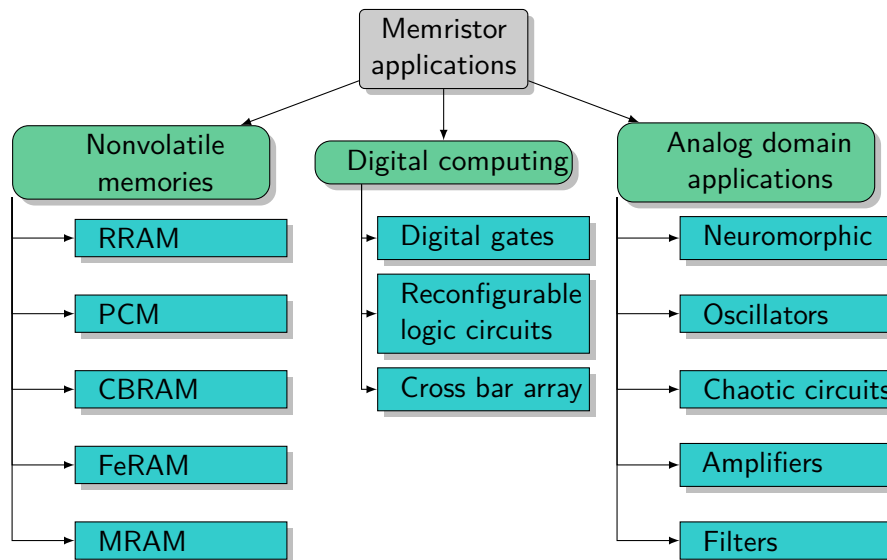 Memristor
applications
Nonvolatile
memories
RRAM
PCM
CBRAM
FeRAM
MRAM
Digital computing
Digital gates
Reconfigurable
logic circuits
Cross bar array
Analog domain
applications
Neuromorphic
Oscillators
Chaotic circuits
Amplifiers
Filters